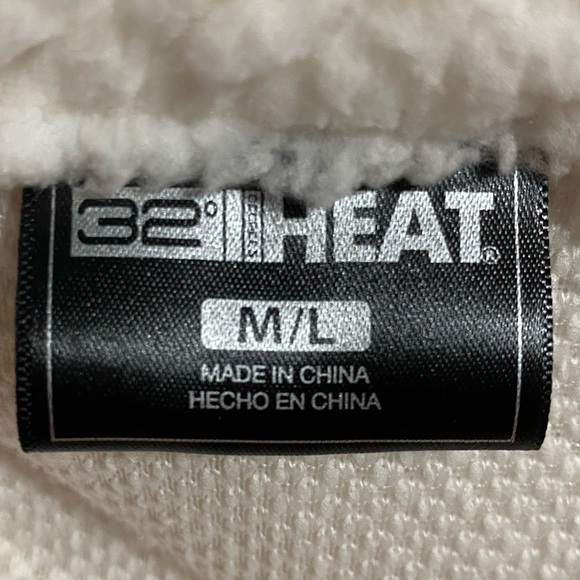 32° HEAT®
M/L
MADE IN CHINA
HECHO EN CHINA